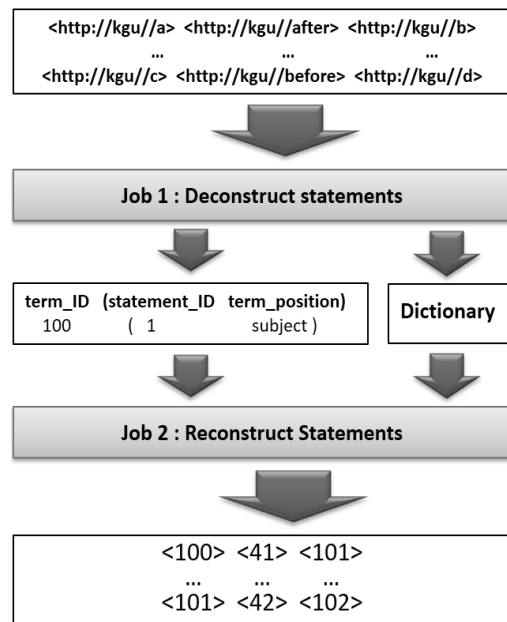 <http://kgu//a> <http://kgu//after> <http://kgu//b>
... ... ...
<http://kgu//c> <http://kgu//before> <http://kgu//d>
Job 1 : Deconstruct statements
term_ID (statement_ID term_position)
100 ( 1 subject )
Dictionary
Job 2 : Reconstruct Statements
<100> <41> <101>
... ... ...
<101> <42> <102>